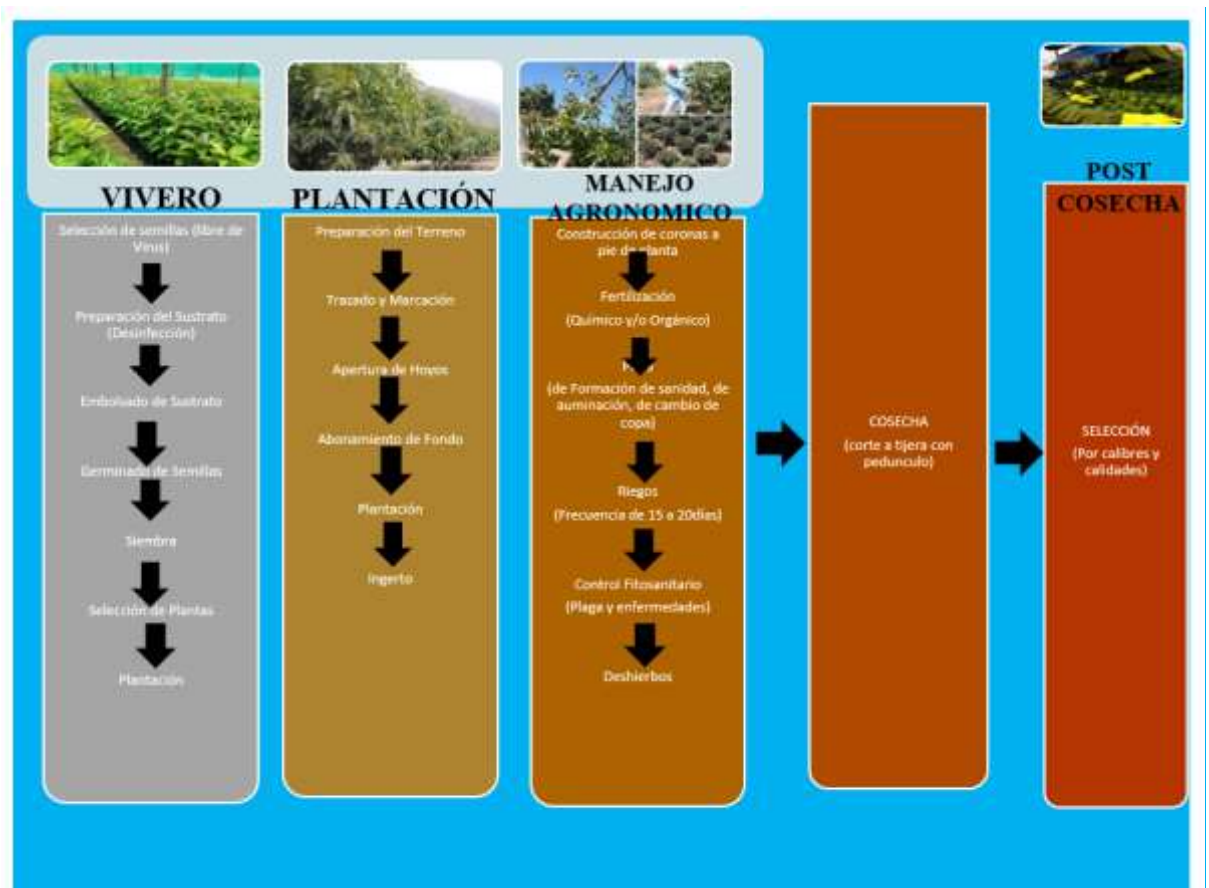 VIVERO
Selección de semillas (libre de
Virus)
Preparación del Sustrato
(Desinfección)
Embolsado de Sustrato
Germinado de Semillas
Siembra
Selección de Plantas
Plantación
PLANTACIÓN
Preparación del Terreno
Trazado y Marcación
Apertura de Hoyos
Abonamiento de Fondo
Plantación
Ingerto
MANEJO
AGRONOMICO
Construcción de coronas a
pie de planta
Fertilización
(Químico y/o Orgánico)
(de Formación de sanidad, de
auminación, de cambio de
copa)
Riegos
(Frecuencia de 15 a 20días)
Control Fitosanitario
(Plaga y enfermedades)
Deshierbos
COSECHA
(corte a tijera con
pedunculo)
POST
COSECHA
SELECCIÓN
(Por calibres y
calidades)